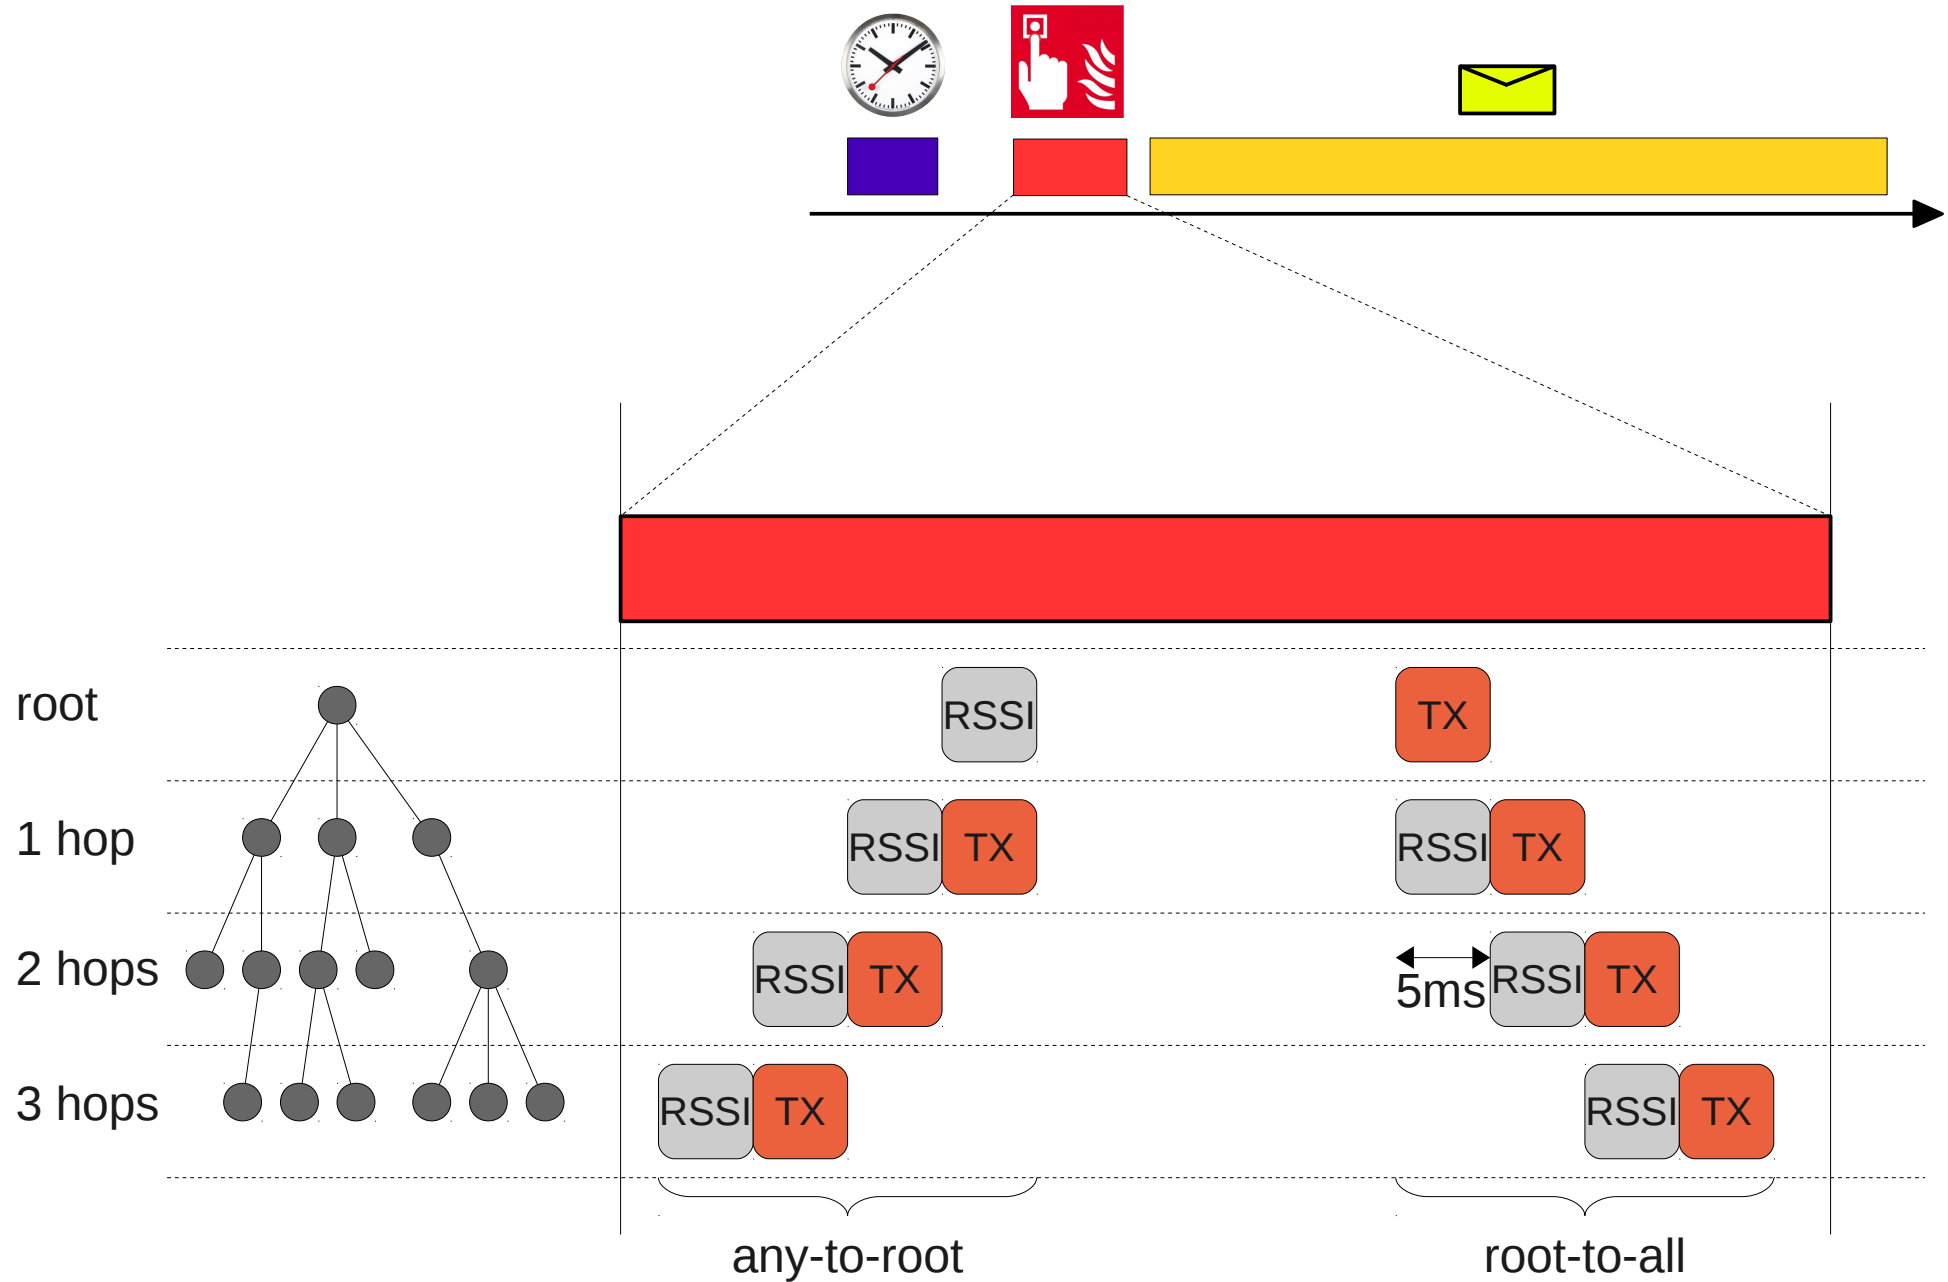 root
RSSI
TX
1 hop
RSSI
TX
RSSI
TX
2 hops
RSSI
TX
5ms
RSSI
TX
3 hops
RSSI
TX
RSSI
TX
any-to-root
root-to-all